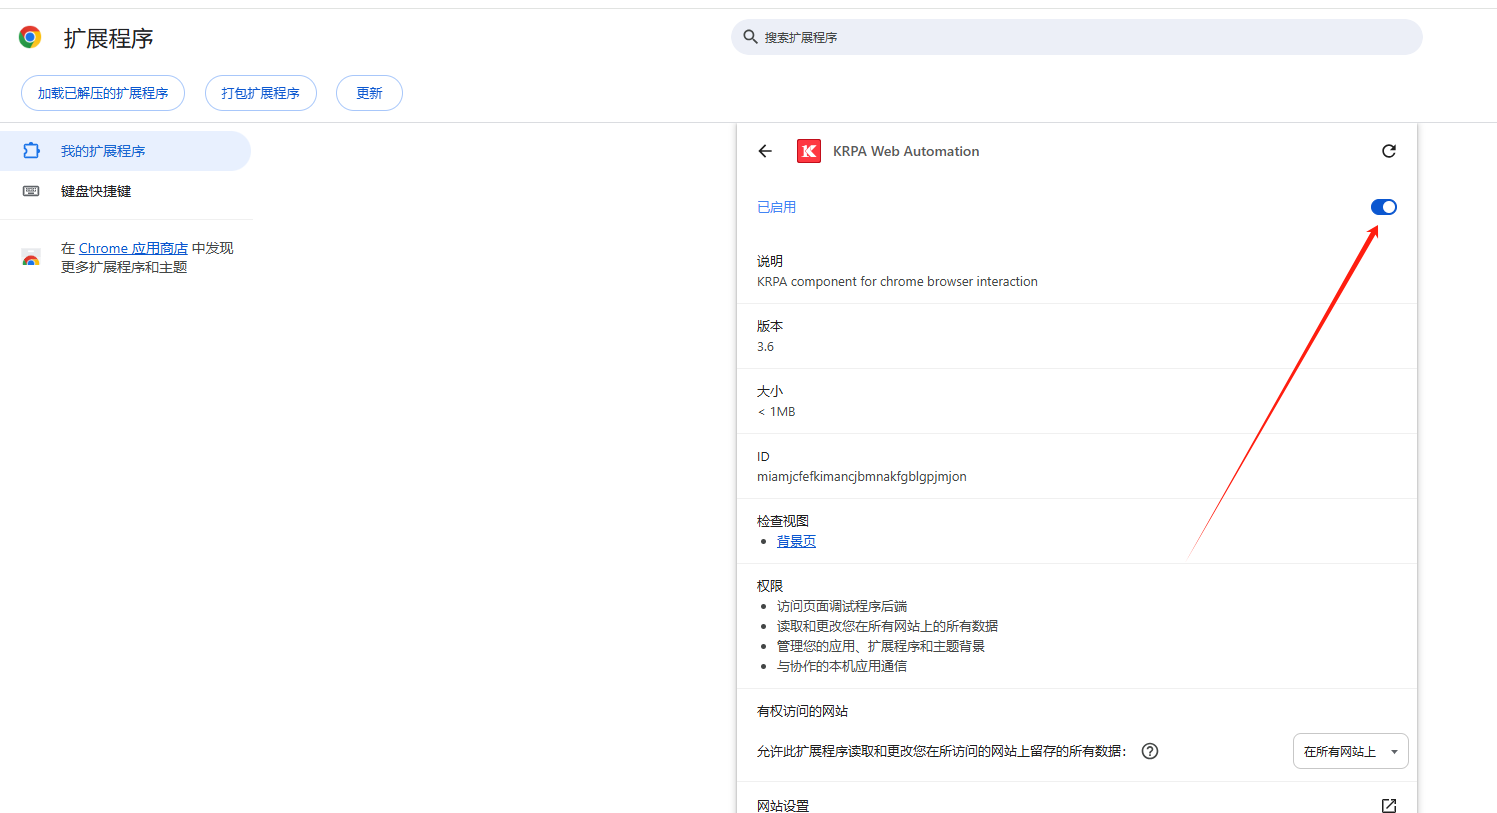 扩展程序
搜索扩展程序
加载已解压的扩展程序
打包扩展程序
更新
我的扩展程序
键盘快捷键
在 Chrome 应用商店 中发现
更多扩展程序和主题
KRPA Web Automation
已启用
说明
KRPA component for chrome browser interaction
版本
3.6
大小
< 1MB
ID
miamjcfefkimancjbmnakfgblgpjmjon
检查视图
背景页
权限
访问页面调试程序后端
读取和更改您在所有网站上的所有数据
管理您的应用、扩展程序和主题背景
与协作的本机应用通信
有权访问的网站
允许此扩展程序读取和更改您在所访问的网站上留存的所有数据：
在所有网站上
网站设置